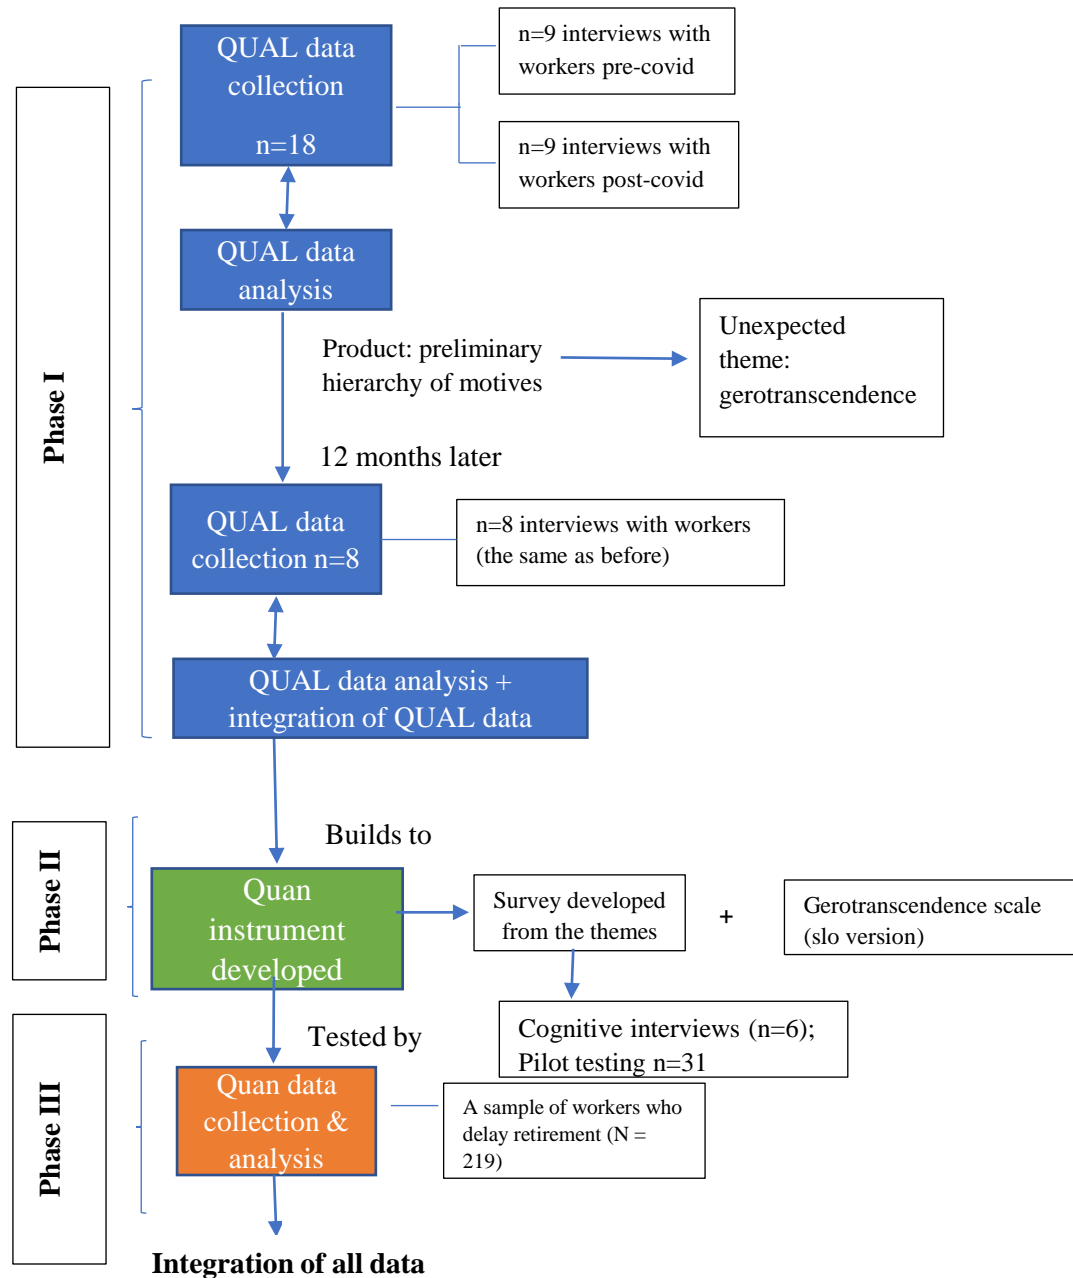 QUAL data
collection
n=18
n=9 interviews with
workers pre-covid
n=9 interviews with
workers post-covid
QUAL data
analysis
Product: preliminary
hierarchy of motives
Unexpected
theme:
gerotranscendence
Phase I
12 months later
QUAL data
collection n=8
n=8 interviews with workers
(the same as before)
QUAL data analysis +
integration of QUAL data
Phase II
Builds to
Quan
instrument
developed
Survey developed
from the themes
+
Gerotranscendence scale
(slo version)
Cognitive interviews (n=6);
Pilot testing n=31
Phase III
Tested by
Quan data
collection &
analysis
A sample of workers who
delay retirement (N =
219)
Integration of all data